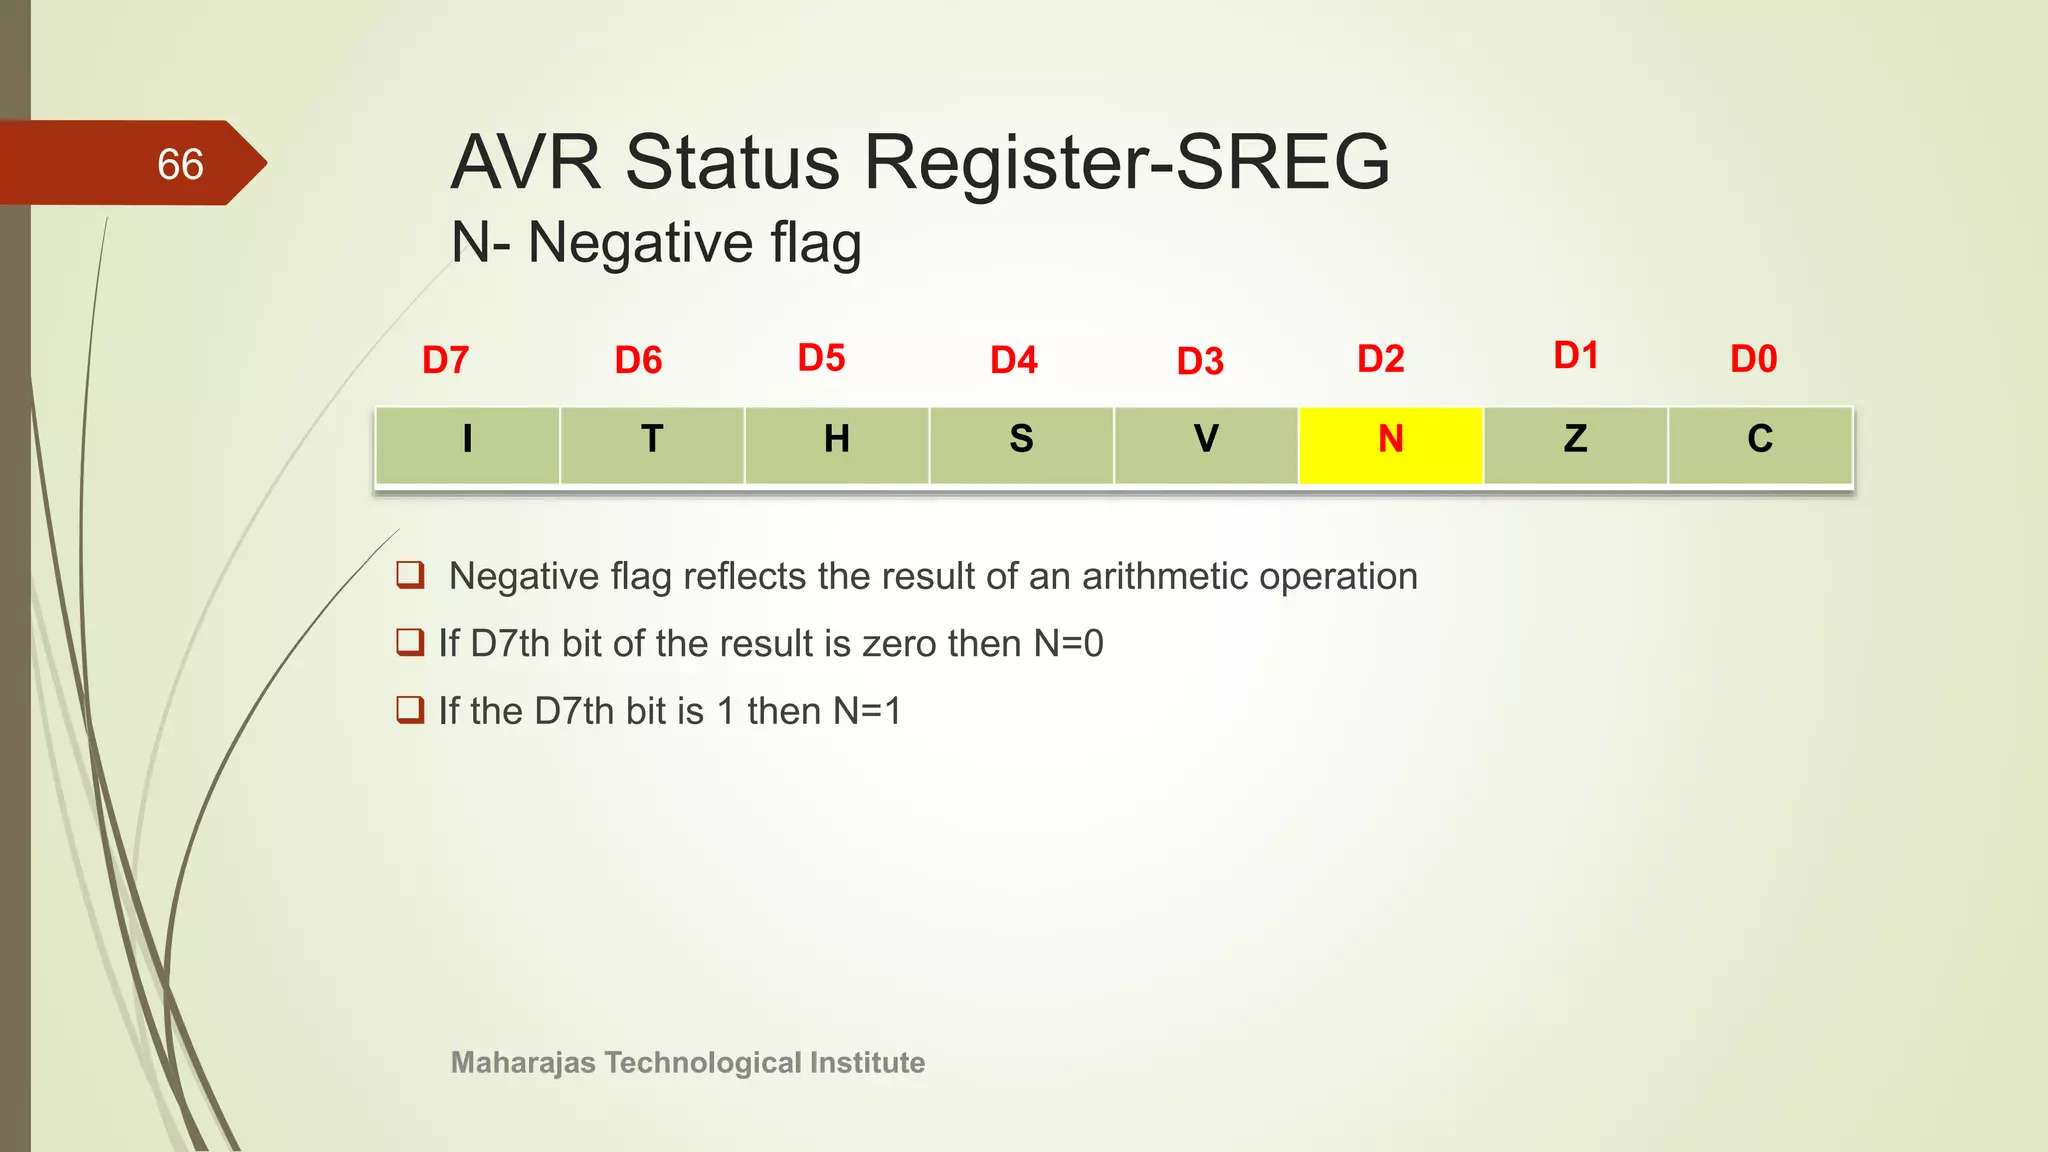 66
AVR Status Register-SREG
N- Negative flag
D7 D6 D5 D4 D3 D2 D1 D0
I T H S V N Z C
Negative flag reflects the result of an arithmetic operation
If D7th bit of the result is zero then N=0
If the D7th bit is 1 then N=1
Maharajas Technological Institute